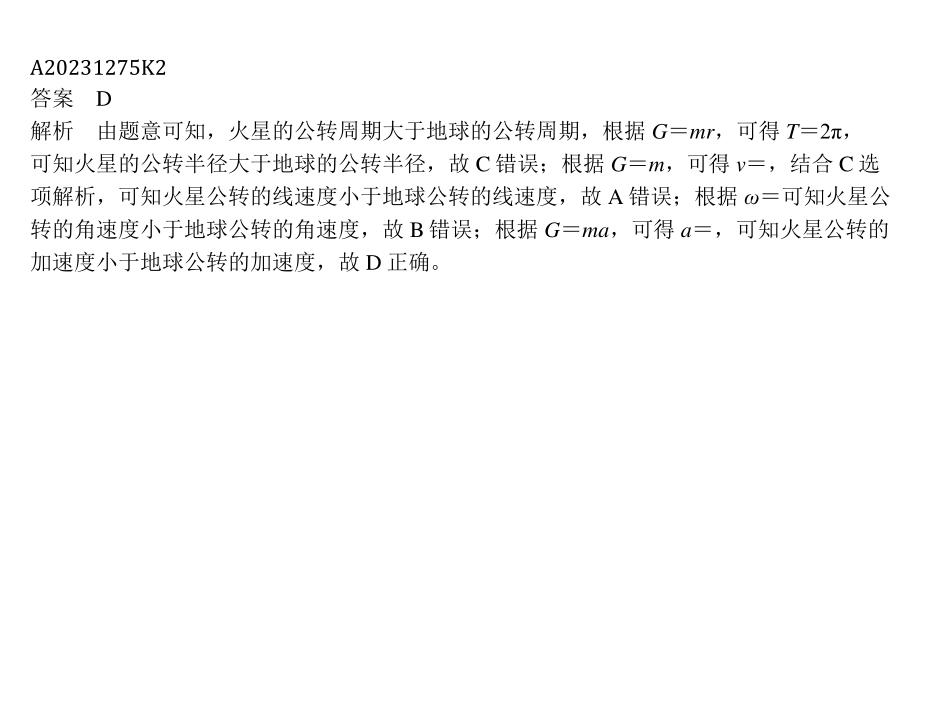 A20231275K2
答案　D
解析　由题意可知，火星的公转周期大于地球的公转周期，根据 G＝mr，可得 T＝2π，
可知火星的公转半径大于地球的公转半径，故 C 错误；根据 G＝m，可得 v＝，结合 C 选
项解析，可知火星公转的线速度小于地球公转的线速度，故 A 错误；根据 ω＝可知火星公
转的角速度小于地球公转的角速度，故 B 错误；根据 G＝ma，可得 a＝，可知火星公转的
加速度小于地球公转的加速度，故 D 正确。